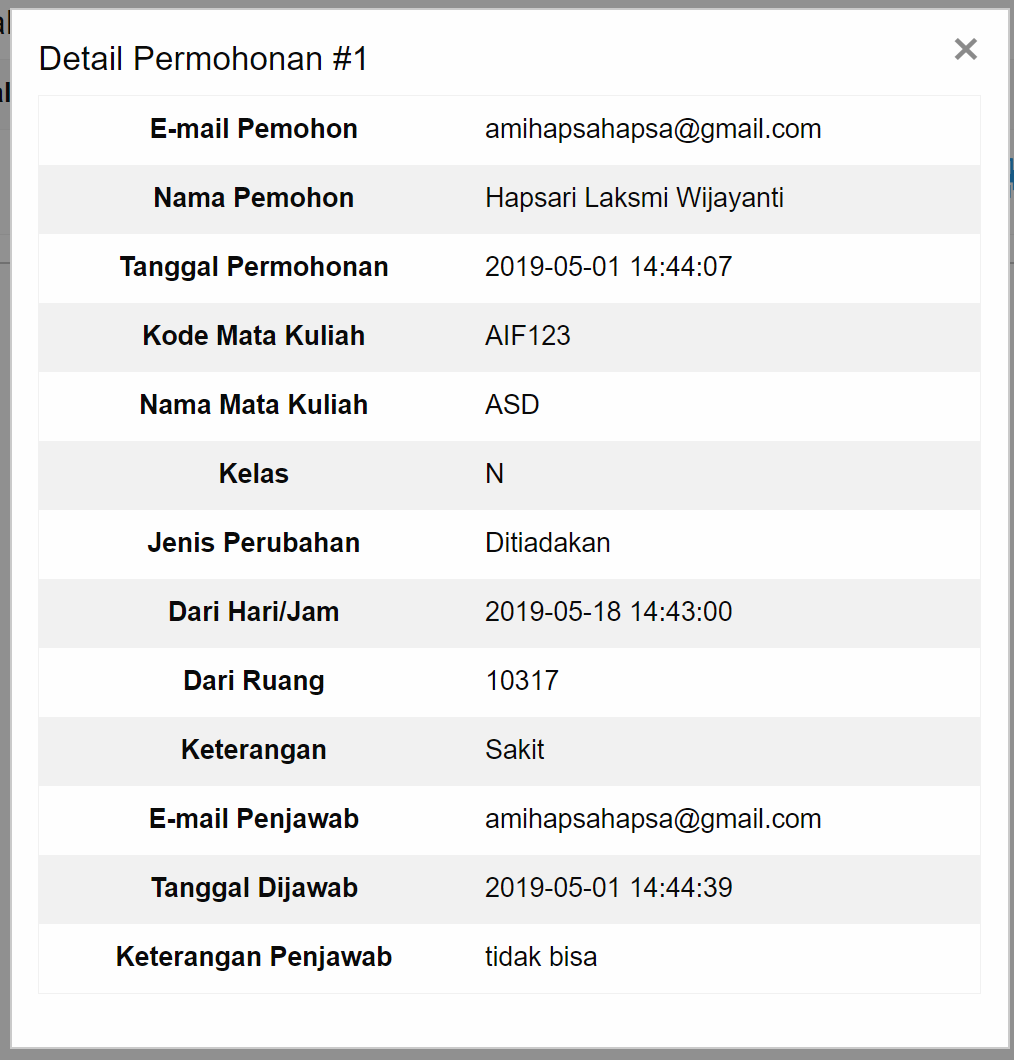 Detail Permohonan #1
E-mail Pemohon amihapsahapsa@gmail.com
Nama Pemohon Hapsari Laksmi Wijayanti
Tanggal Permohonan 2019-05-01 14:44:07
Kode Mata Kuliah AIF123
Nama Mata Kuliah ASD
Kelas N
Jenis Perubahan Ditiadakan
Dari Hari/Jam 2019-05-18 14:43:00
Dari Ruang 10317
Keterangan Sakit
E-mail Penjawab amihapsahapsa@gmail.com
Tanggal Dijawab 2019-05-01 14:44:39
Keterangan Penjawab tidak bisa